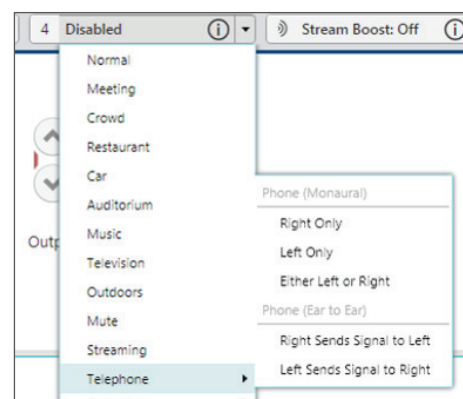 4 Disabled
Stream Boost: Off
Normal
Meeting
Crowd
Restaurant
Car
Auditorium
Music
Television
Outdoors
Mute
Streaming
Telephone
Outp
Phone (Monaural)
Right Only
Left Only
Either Left or Right
Phone (Ear to Ear)
Right Sends Signal to Left
Left Sends Signal to Right